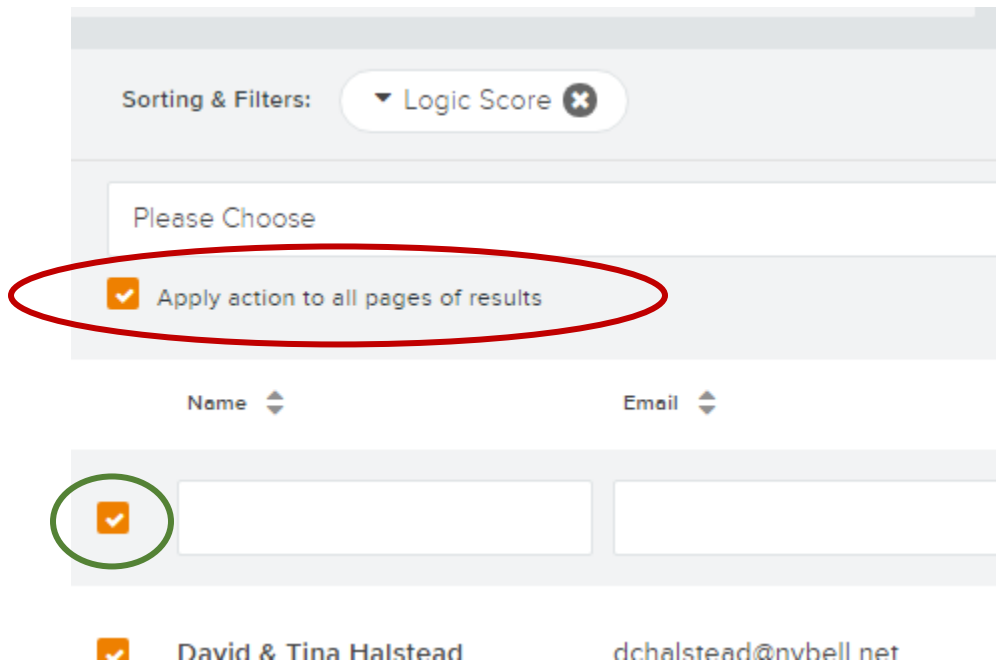 Sorting & Filters: Logic Score
Please Choose
Apply action to all pages of results
Name Email
David & Tina Halstead dchalstead@nybell.net